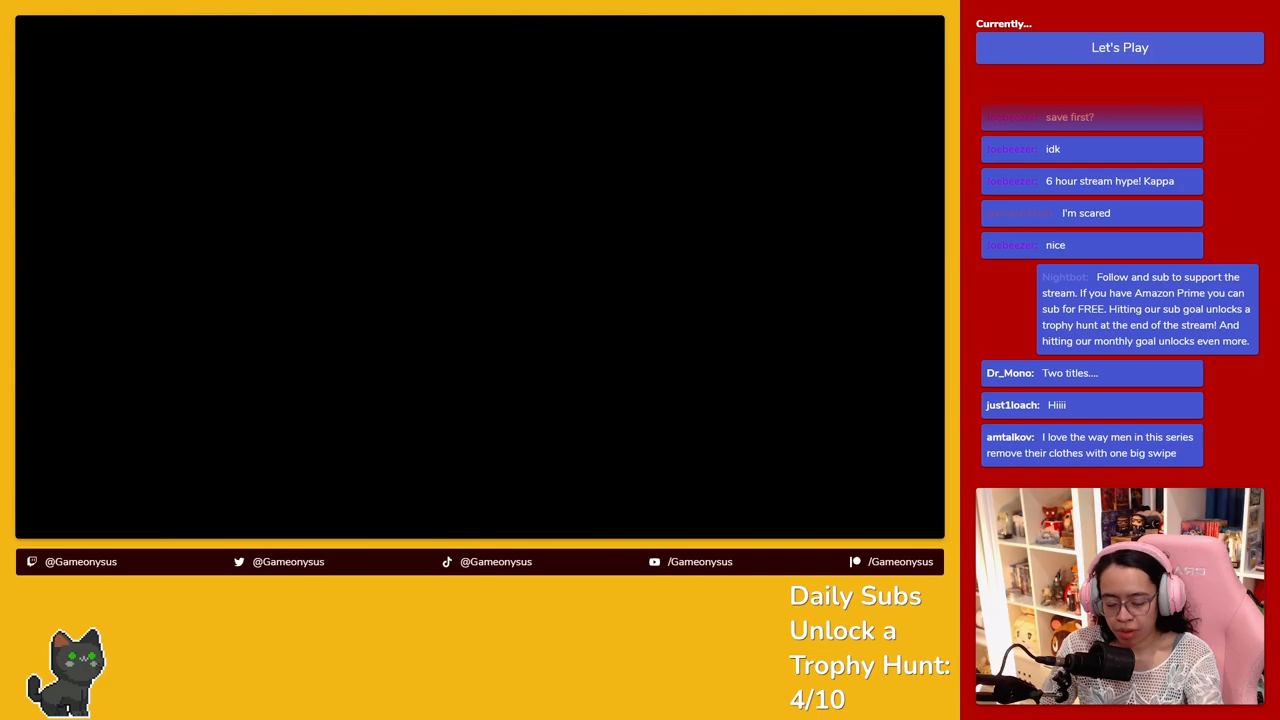 Currently...
Let's Play
save first?
Joebeezer: idk
Joebeezer: 6 hour stream hype! Kappa
I'm scared
Joebeezer: nice
Nightbot: Follow and sub to support the
stream. If you have Amazon Prime you can
sub for FREE. Hitting our sub goal unlocks a
trophy hunt at the end of the stream! And
hitting our monthly goal unlocks even more.
Dr_Mono: Two titles....
just1loach: Hiiii
amtalkov: I love the way men in this series
remove their clothes with one big swipe
@Gameonysus
@Gameonysus
@Gameonysus
/Gameonysus
/Gameonysus
Daily Subs
Unlock a
Trophy Hunt:
4/10